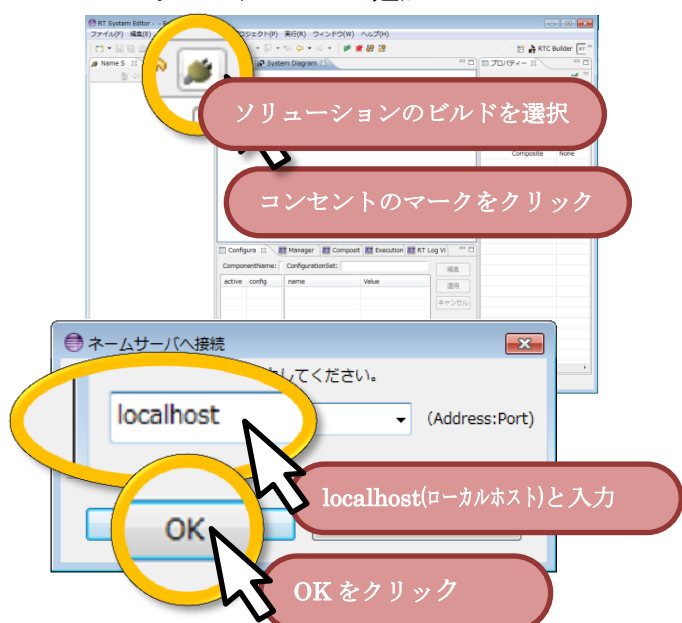 RT System Editor -
ファイル(F) 編集(E) プロジェクト(P) 実行(R) ウィンドウ(W) ヘルプ(H)
RTC Builder RT
Name S System Diagram プロパティー
ソリューションのビルドを選択
Composite None
コンセントのマークをクリック
Configura Manager Composit Execution RT Log Vi
ComponentName: ConfigurationSet: 編集
active config name Value 適用
キャンセル
ネームサーバへ接続
してください。
localhost (Address:Port)
localhost(ローカルホスト)と入力
OK
OKをクリック